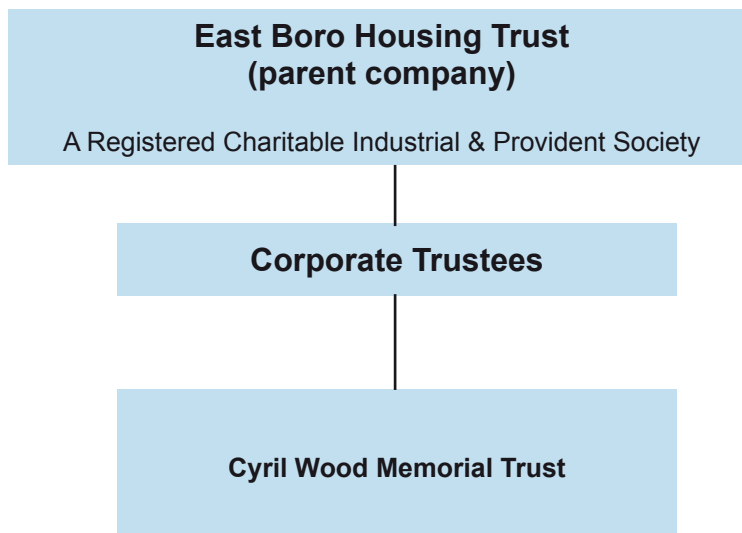 East Boro Housing Trust
(parent company)
A Registered Charitable Industrial & Provident Society
Corporate Trustees
Cyril Wood Memorial Trust